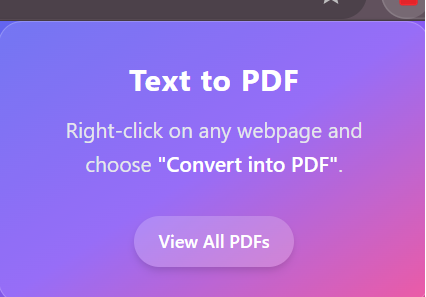 Text to PDF
Right-click on any webpage and
choose "Convert into PDF".
View All PDFs